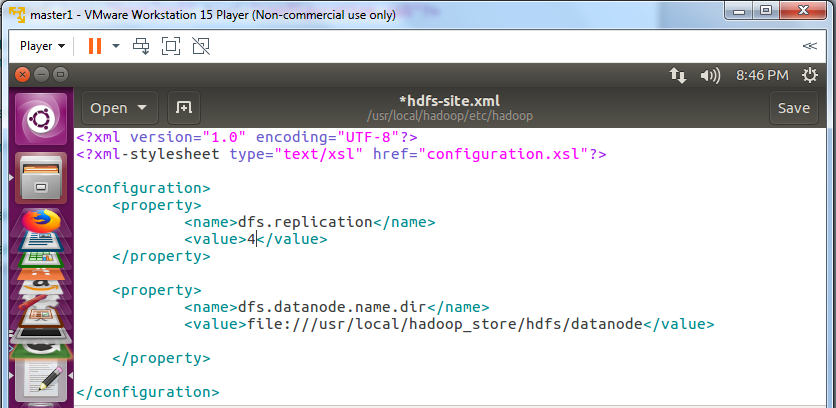 master1 - VMware Workstation 15 Player (Non-commercial use only)
Player
8:46 PM
Open
*hdfs-site.xml
/usr/local/hadoop/etc/hadoop
Save
<?xml version="1.0" encoding="UTF-8"?>
<?xml-stylesheet type="text/xsl" href="configuration.xsl"?>
<configuration>
<property>
<name>dfs.replication</name>
<value>4</value>
</property>
<property>
<name>dfs.datanode.name.dir</name>
<value>file:///usr/local/hadoop_store/hdfs/datanode</value>
</property>
</configuration>